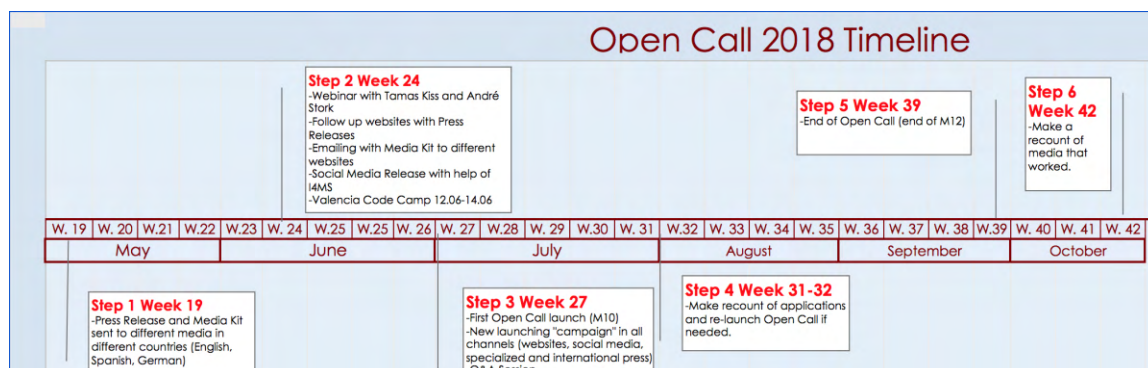 Open Call 2018 Timeline
Step 2 Week 24
-Webinar with Tamas Kiss and André
Stork
-Follow up websites with Press
Releases
-Emailing with Media Kit to different
websites
-Social Media Release with help of
I4MS
-Valencia Code Camp 12.06-14.06
Step 5 Week 39
-End of Open Call (end of M12)
Step 6
Week 42
-Make a
recount of
media that
worked.
W. 19 W. 20 W.21 W.22 W.23 W. 24 W.25 W.25 W. 26 W. 27 W.28 W. 29 W.30 W. 31 W.32 W. 33 W. 34 W. 35 W. 36 W. 37 W. 38 W.39 W. 40 W. 41 W. 42
May June July August September October
Step 1 Week 19
-Press Release and Media Kit
sent to different media in
different countries (English,
Spanish, German)
Step 3 Week 27
-First Open Call launch (M10)
-New launching "campaign" in all
channels (websites, social media,
specialized and international press)
Step 4 Week 31-32
-Make recount of applications
and re-launch Open Call if
needed.